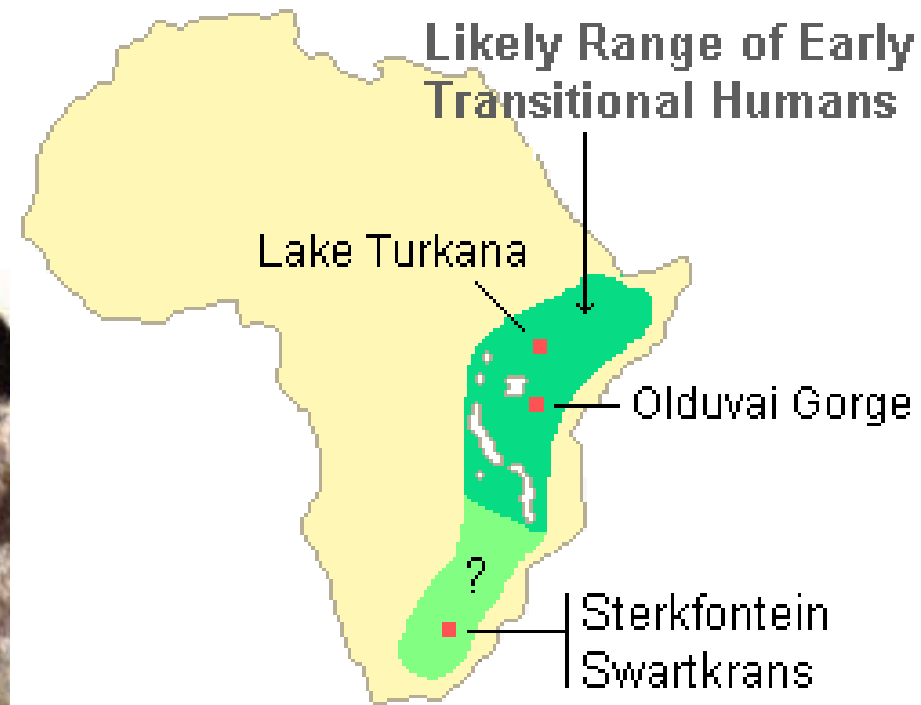 Likely Range of Early
Transitional Humans
Lake Turkana
Olduvai Gorge
?
Sterkfontein
Swartkrans